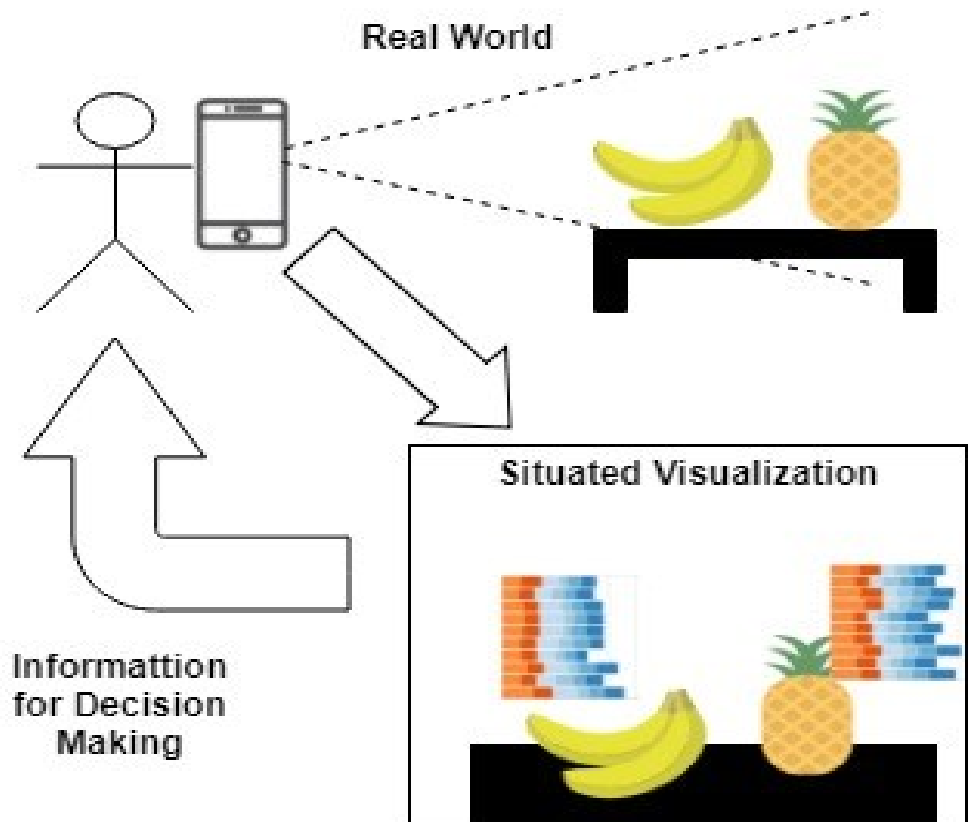 Real World
Situated Visualization
Informattion
for Decision
Making